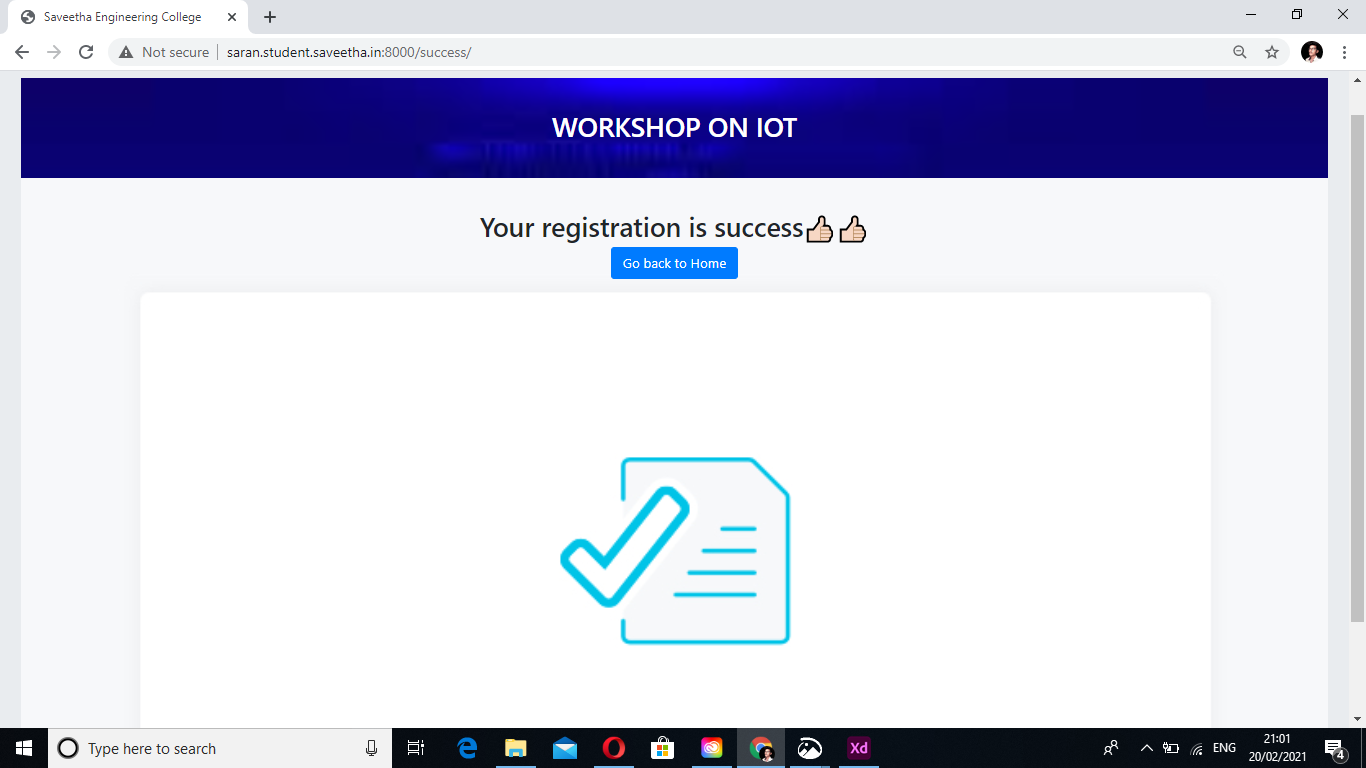 Saveetha Engineering College
Not secure
saran.student.saveetha.in:8000/success/
WORKSHOP ON IOT
Your registration is success👍🏻👍🏻
Go back to Home
Type here to search
Xd
ENG
21:01
20/02/2021
4